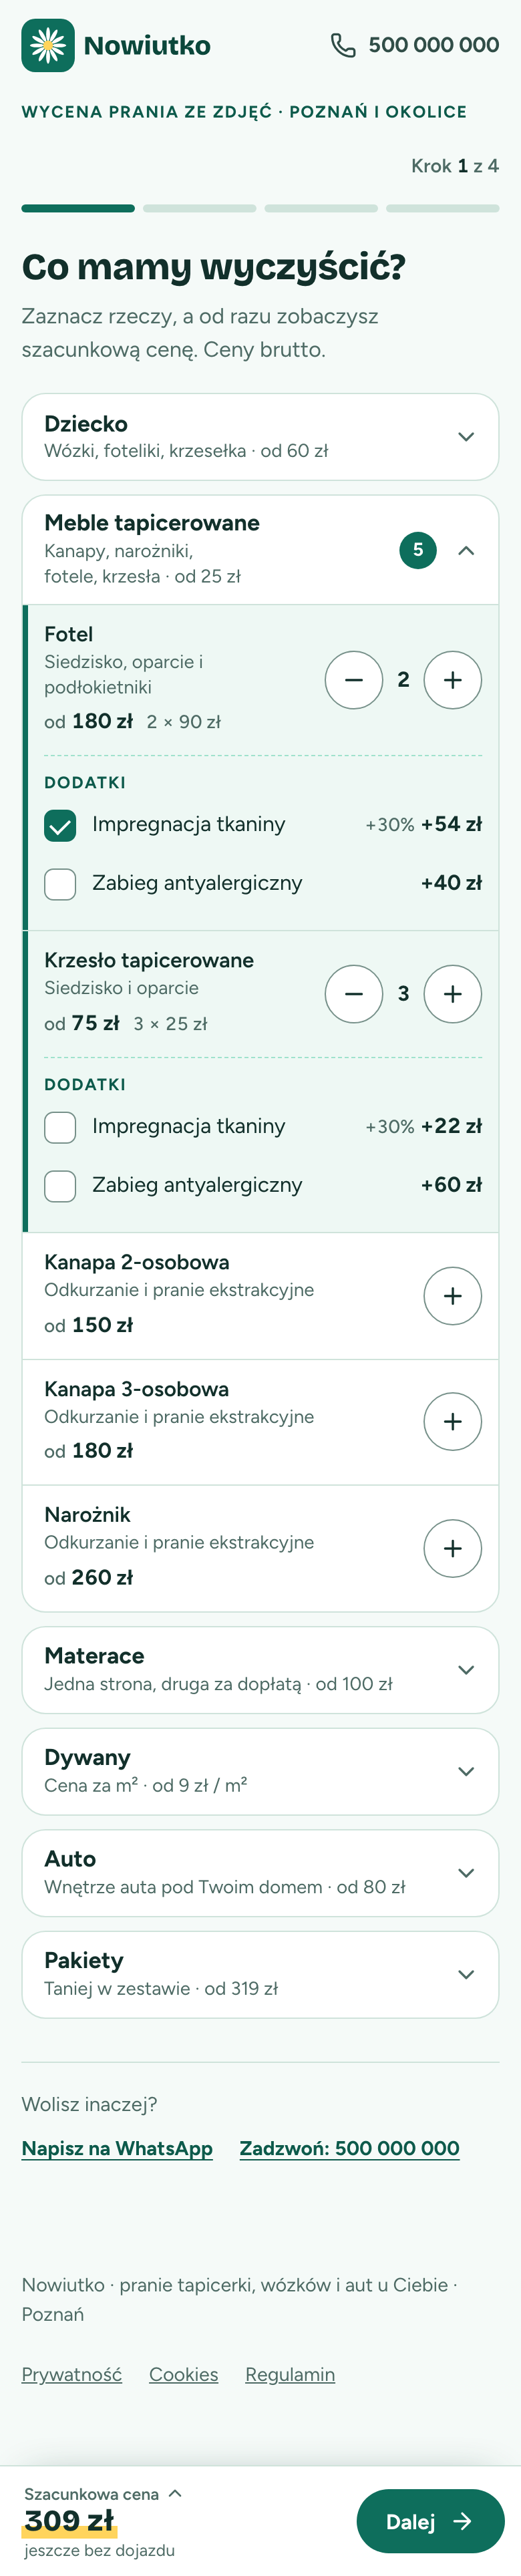 Nowiutko
500 000 000
WYCENA PRANIA ZE ZDJĘĆ · POZNAŃ I OKOLICE
Krok 1 z 4
Co mamy wyczyścić?
Zaznacz rzeczy, a od razu zobaczysz
szacunkową cenę. Ceny brutto.
Dziecko
Wózki, foteliki, krzesełka · od 60 zł
Meble tapicerowane
Kanapy, narożniki,
fotele, krzesła · od 25 zł
5
Fotel
Siedzisko, oparcie i
podłokietniki
od 180 zł 2 × 90 zł
2
DODATKI
Impregnacja tkaniny +30% +54 zł
Zabieg antyalergiczny +40 zł
Krzesło tapicerowane
Siedzisko i oparcie
od 75 zł 3 × 25 zł
3
DODATKI
Impregnacja tkaniny +30% +22 zł
Zabieg antyalergiczny +60 zł
Kanapa 2-osobowa
Odkurzanie i pranie ekstrakcyjne
od 150 zł
Kanapa 3-osobowa
Odkurzanie i pranie ekstrakcyjne
od 180 zł
Narożnik
Odkurzanie i pranie ekstrakcyjne
od 260 zł
Materace
Jedna strona, druga za dopłatą · od 100 zł
Dywany
Cena za m² · od 9 zł / m²
Auto
Wnętrze auta pod Twoim domem · od 80 zł
Pakiety
Taniej w zestawie · od 319 zł
Wolisz inaczej?
Napisz na WhatsApp Zadzwoń: 500 000 000
Nowiutko · pranie tapicerki, wózków i aut u Ciebie ·
Poznań
Prywatność Cookies Regulamin
Szacunkowa cena
309 zł
jeszcze bez dojazdu
Dalej